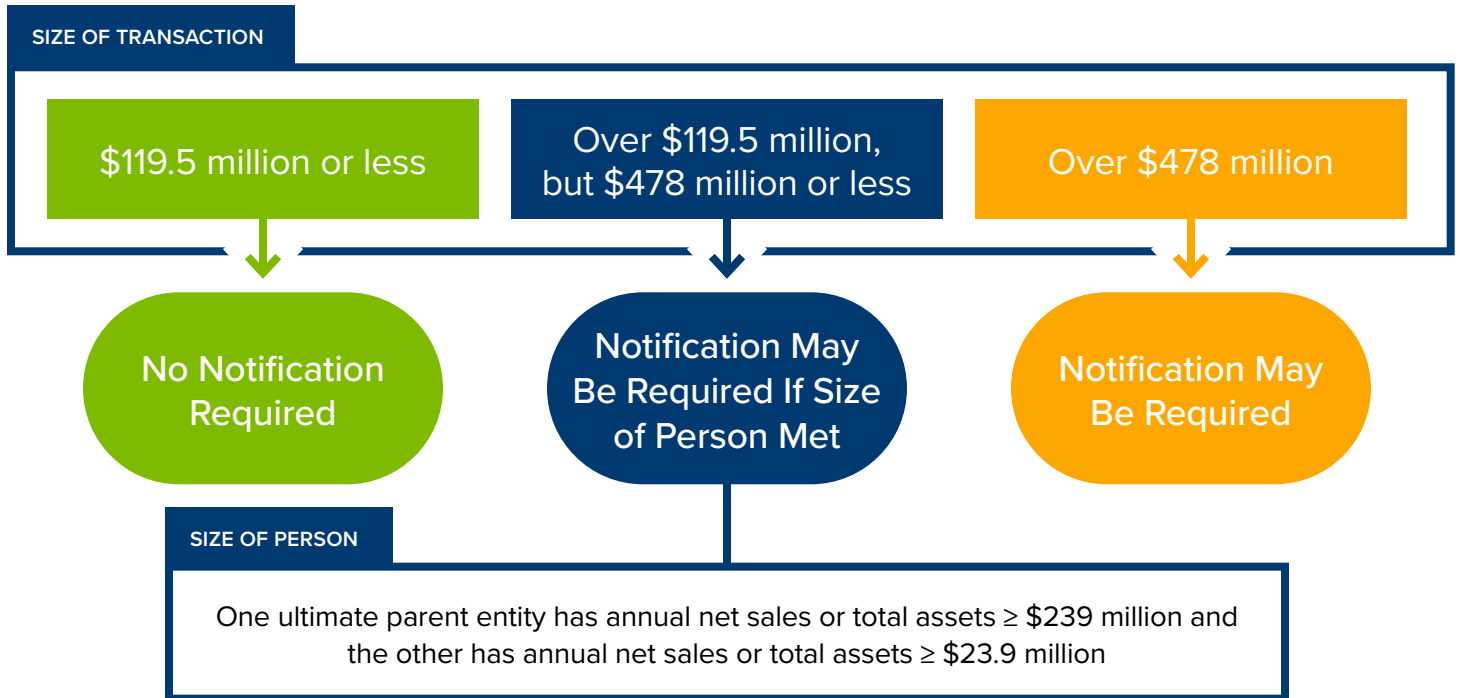 SIZE OF TRANSACTION
$119.5 million or less
Over $119.5 million,
but $478 million or less
Over $478 million
No Notification
Required
Notification May
Be Required If Size
of Person Met
Notification May
Be Required
SIZE OF PERSON
One ultimate parent entity has annual net sales or total assets ≥ $239 million and
the other has annual net sales or total assets ≥ $23.9 million